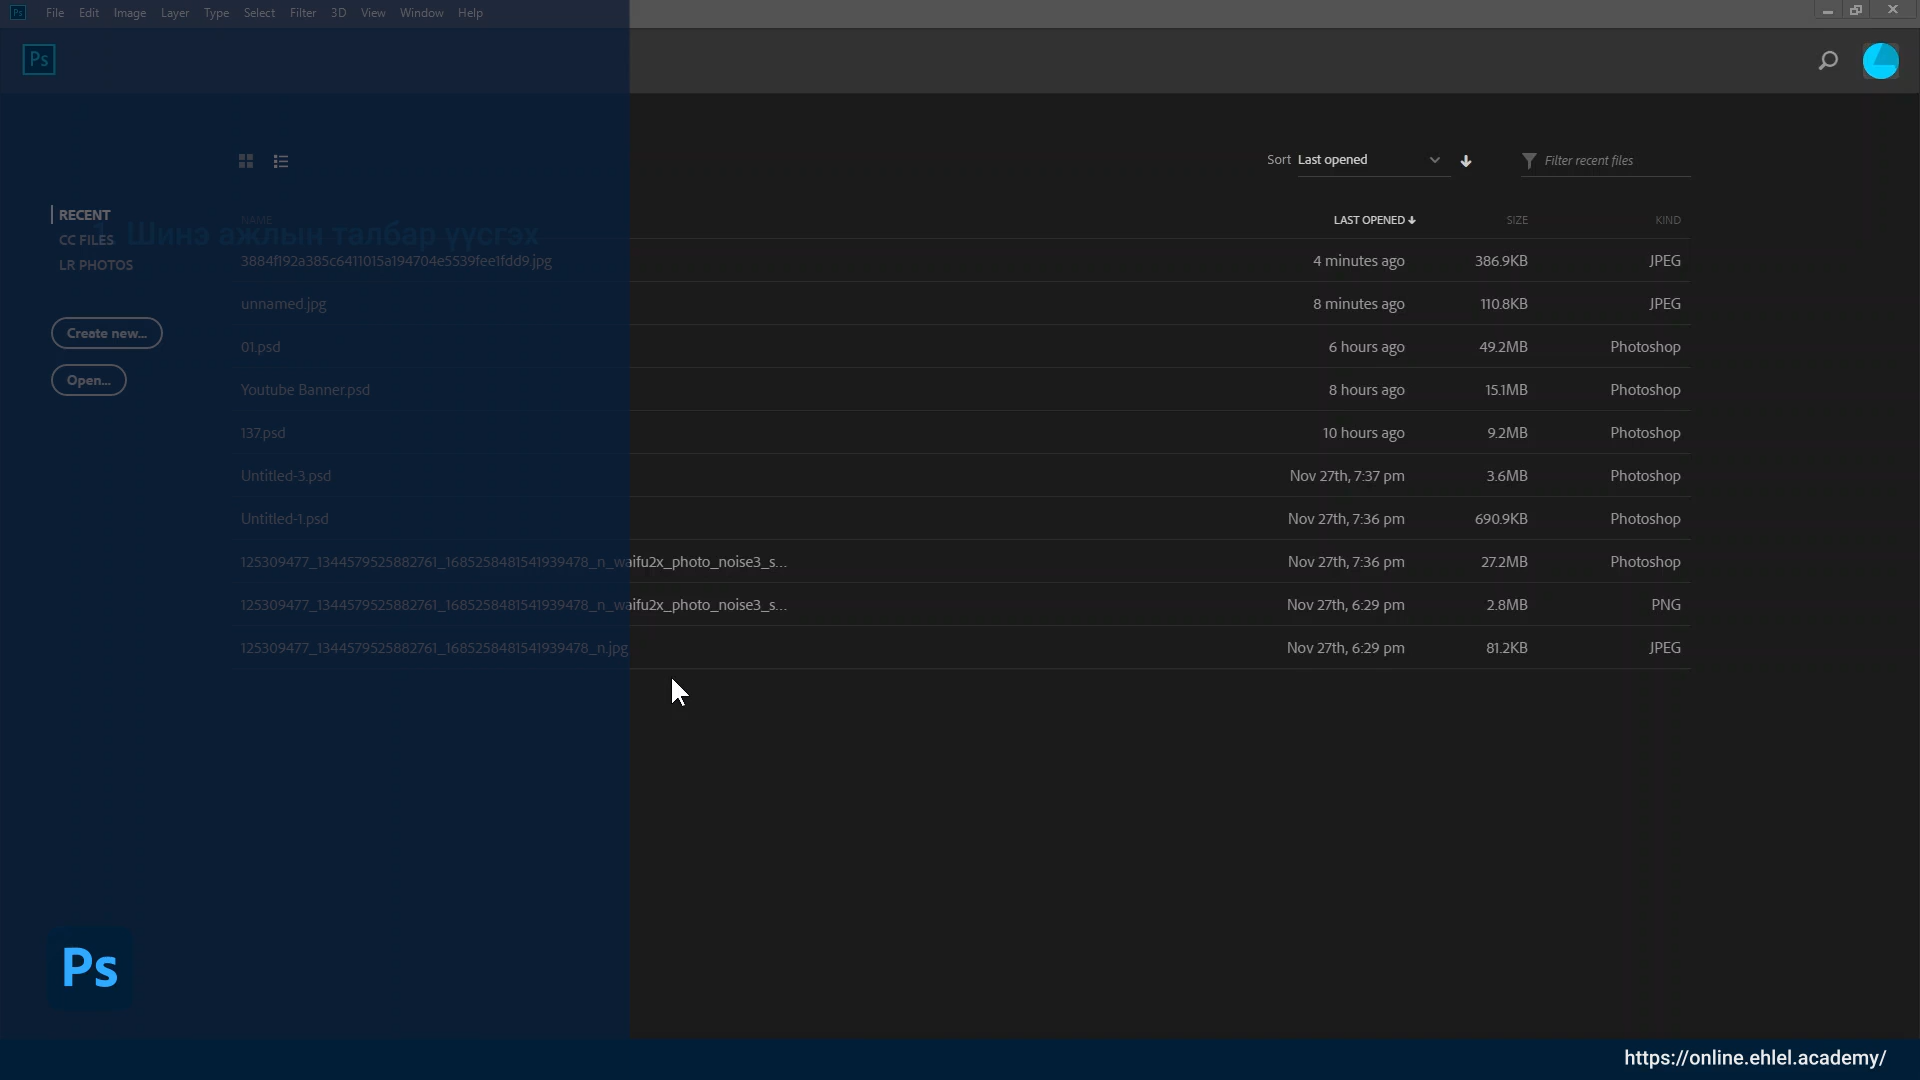 Ps File Edit Image Layer Type Select Filter 3D View Window Help
Ps
Sort Last opened Filter recent files
RECENT
CC FILES
LR PHOTOS
Create new...
Open...
1. Шинэ ажлын талбар үүсгэх
NAME LAST OPENED SIZE KIND
3884f192a385c6411015a194704e5539fee1fdd9.jpg 4 minutes ago 386.9KB JPEG
unnamed.jpg 8 minutes ago 110.8KB JPEG
01.psd 6 hours ago 49.2MB Photoshop
Youtube Banner.psd 8 hours ago 15.1MB Photoshop
137.psd 10 hours ago 9.2MB Photoshop
Untitled-3.psd Nov 27th, 7:37 pm 3.6MB Photoshop
Untitled-1.psd Nov 27th, 7:36 pm 690.9KB Photoshop
125309477_1344579525882761_1685258481541939478_n_waifu2x_photo_noise3_s... Nov 27th, 7:36 pm 27.2MB Photoshop
125309477_1344579525882761_1685258481541939478_n_waifu2x_photo_noise3_s... Nov 27th, 6:29 pm 2.8MB PNG
125309477_1344579525882761_1685258481541939478_n.jpg Nov 27th, 6:29 pm 81.2KB JPEG
Ps
https://online.ehlel.academy/